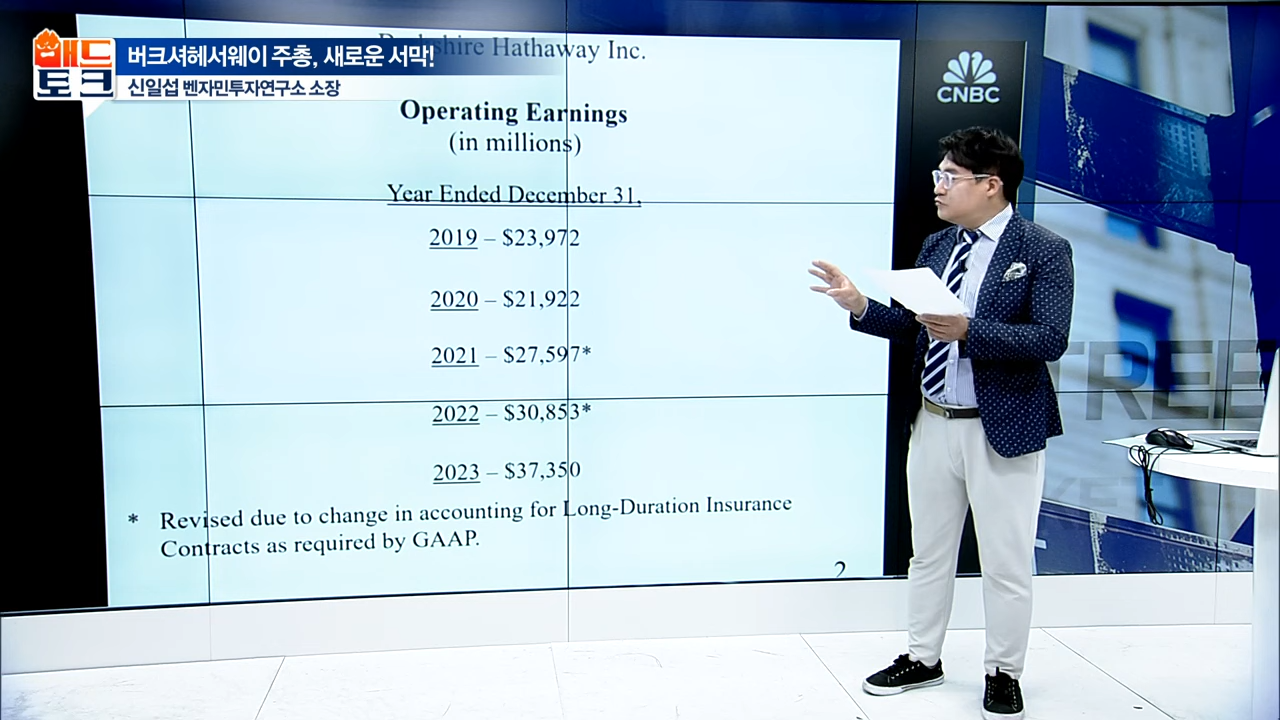 매드
토크
버크셔헤서웨이 주총, 새로운 서막!
신일섭 벤자민투자연구소 소장
Hathaway Inc.
CNBC
Operating Earnings
(in millions)
Year Ended December 31,
2019 – $23,972
2020 – $21,922
2021 – $27,597*
2022 – $30,853*
2023 – $37,350
* Revised due to change in accounting for Long-Duration Insurance
Contracts as required by GAAP.
2